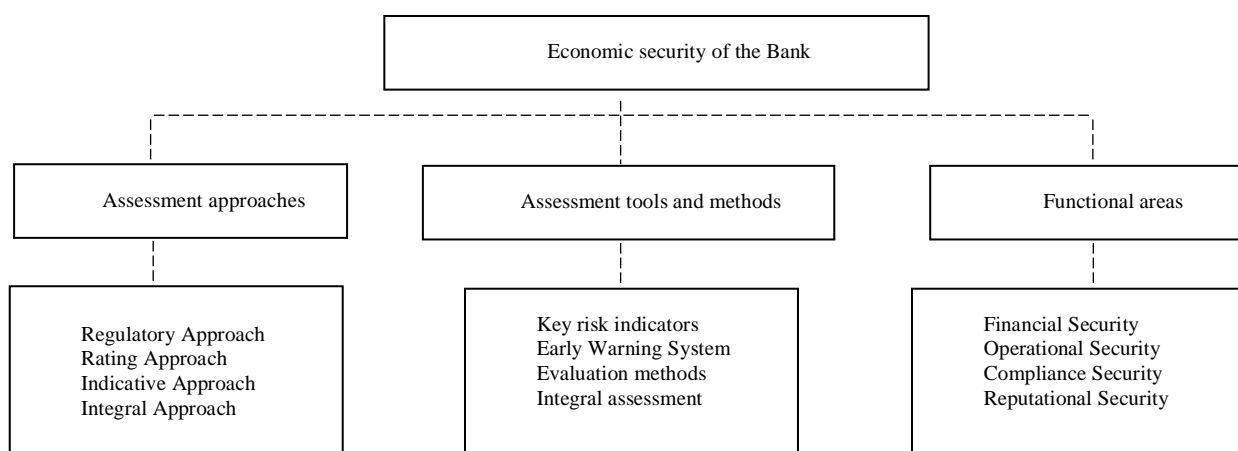 Economic security of the Bank
Assessment approaches
Assessment tools and methods
Functional areas
Regulatory Approach
Rating Approach
Indicative Approach
Integral Approach
Key risk indicators
Early Warning System
Evaluation methods
Integral assessment
Financial Security
Operational Security
Compliance Security
Reputational Security